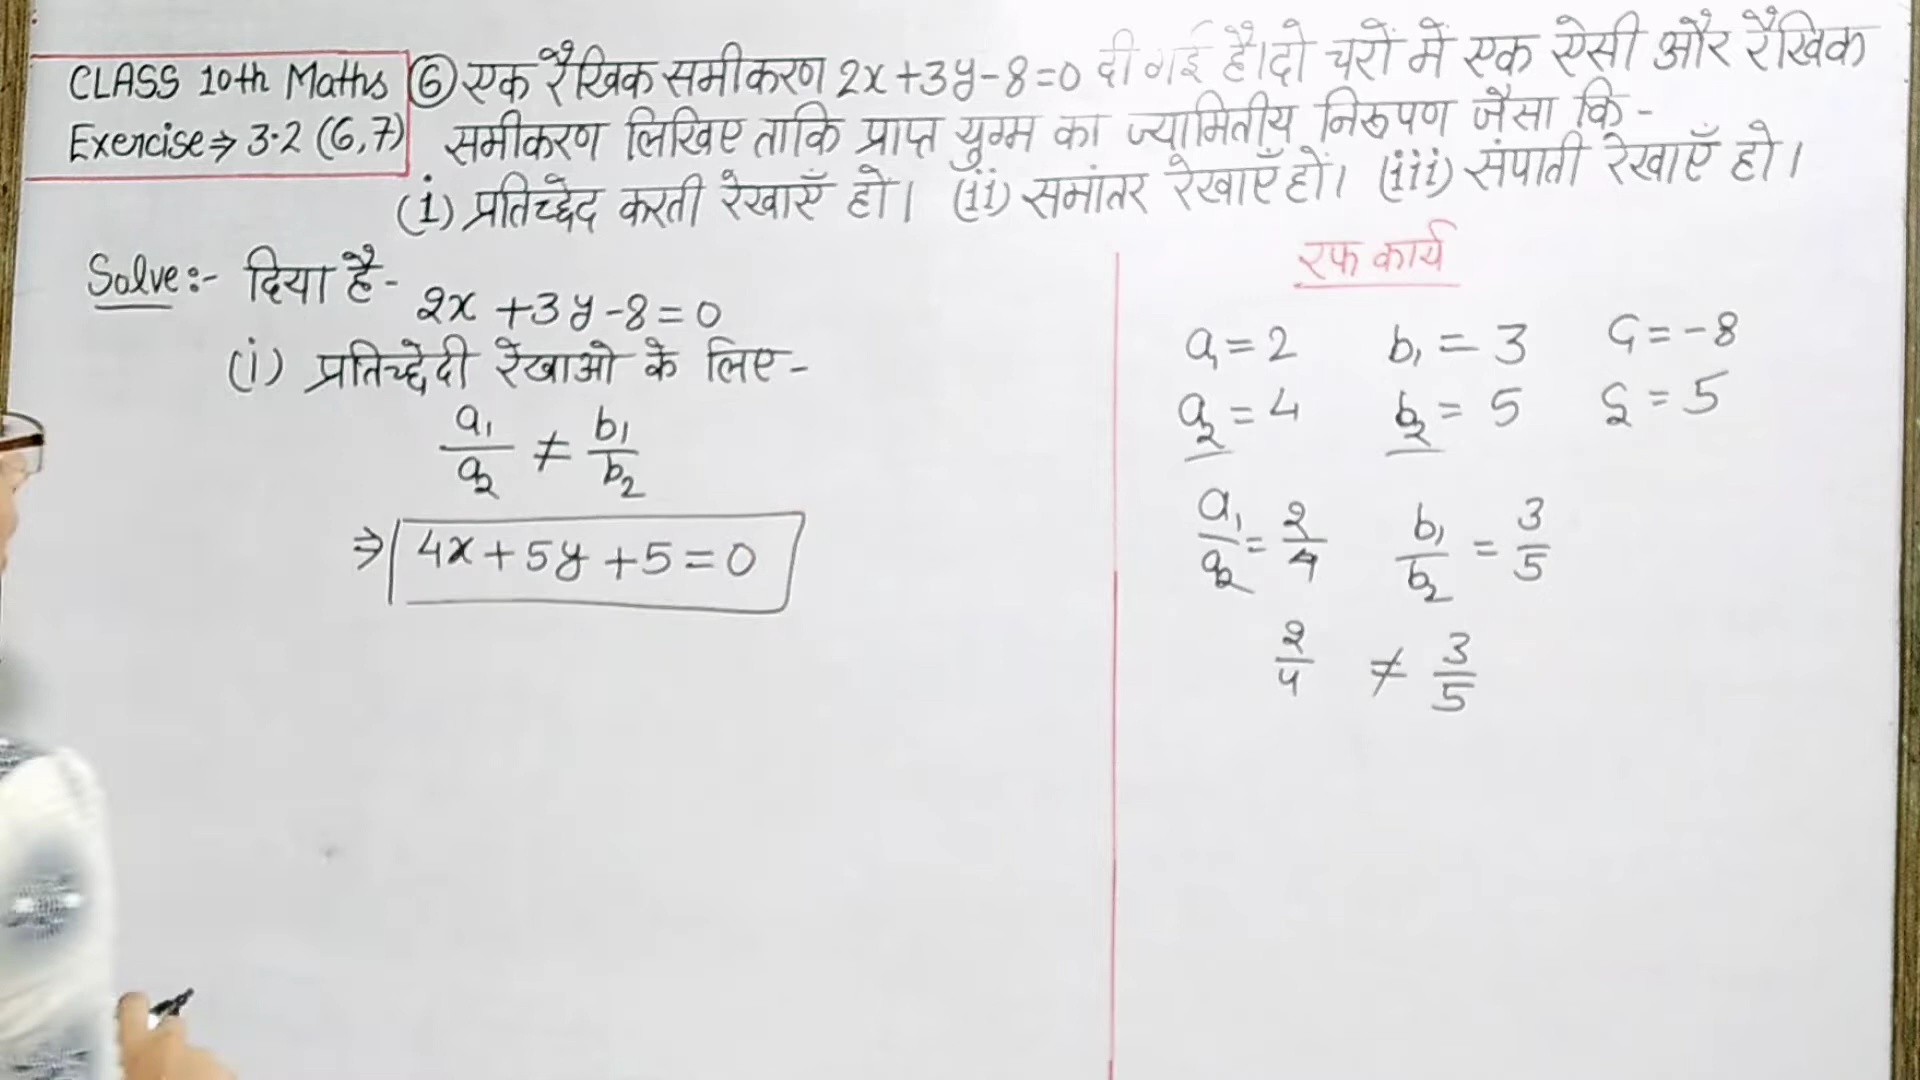 CLASS 10th Maths
Exercise⇒ 3.2 (6,7)
⑥ एक रैखिक समीकरण 2x+3y-8=0 दी गई है। दो चरों में एक ऐसी और रैखिक
समीकरण लिखिए ताकि प्राप्त युग्म का ज्यामितीय निरूपण जैसा कि -
(i) प्रतिच्छेद करती रेखाएँ हो। (ii) समांतर रेखाएँ हों। (iii) संपाती रेखाएँ हो।
Solve:- दिया है-
2x +3y-8=0
(i) प्रतिच्छेदी रेखाओ के लिए-
a₁/a₂ ≠ b₁/b₂
⇒ 4x+5y+5=0
रफ कार्य
a₁=2 b₁=3 c₁=-8
a₂=4 b₂=5 c₂=5
a₁/a₂=2/4 b₁/b₂=3/5
2/4 ≠ 3/5